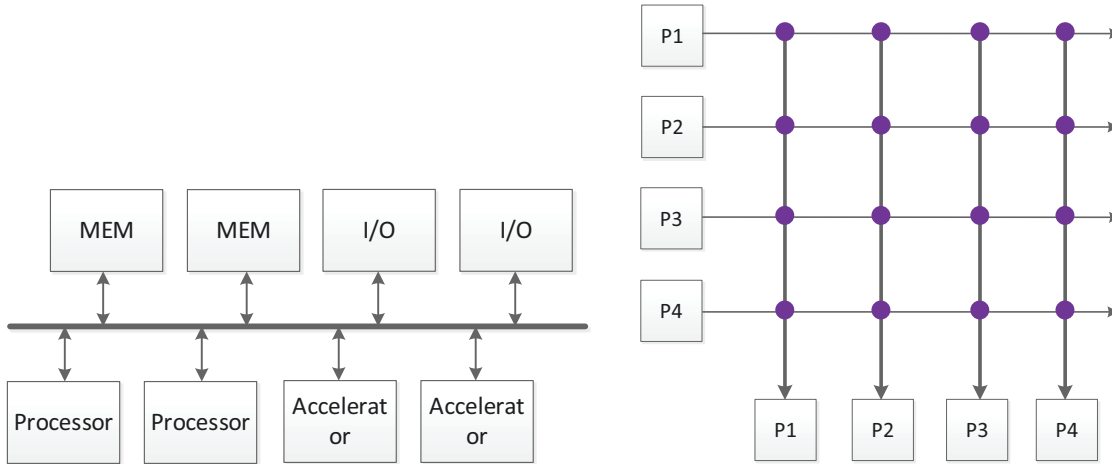 MEM
MEM
I/O
I/O
Processor
Processor
Accelerat
or
Accelerat
or
P1
P2
P3
P4
P1
P2
P3
P4